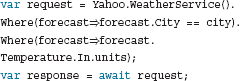 var request = Yahoo.WeatherService().
Where(forecast⇒forecast.City == city).
Where(forecast⇒forecast.
Temperature.In.units);
var response = await request;